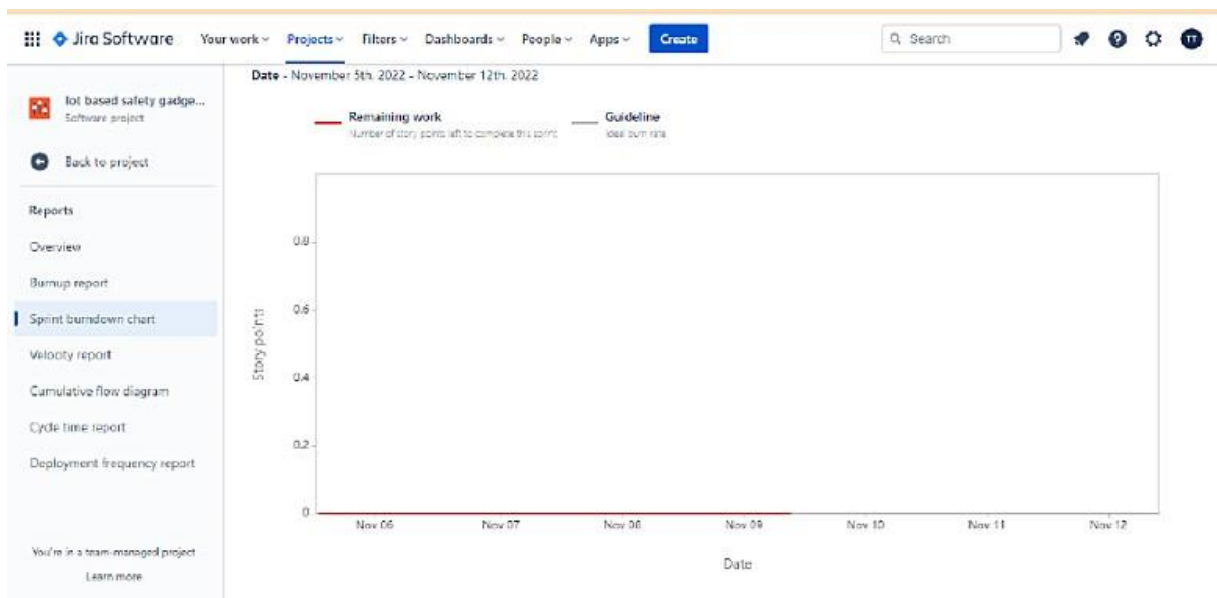 Jira Software Your work Projects Filters Dashboards People Apps Create Search TT
Date - November 5th, 2022 - November 12th, 2022
Iot based safety gadge...
Software project
Back to project
Reports
Overview
Burnup report
Sprint burndown chart
Velocity report
Cumulative flow diagram
Cycle time report
Deployment frequency report
You're in a team-managed project
Learn more
Remaining work
Number of story points left to complete this sprint
Guideline
Ideal burn rate
Story points
0.8
0.6
0.4
0.2
0
Nov 06 Nov 07 Nov 08 Nov 09 Nov 10 Nov 11 Nov 12
Date